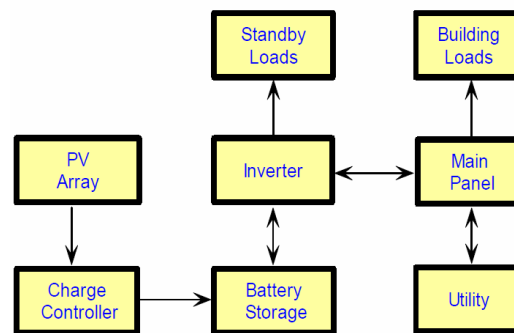 Standby
Loads
Building
Loads
PV
Array
Inverter
Main
Panel
Charge
Controller
Battery
Storage
Utility